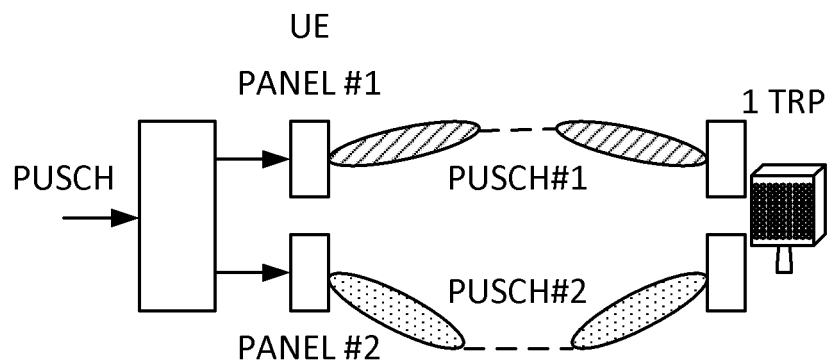 UE
PANEL #1
1 TRP
PUSCH
PUSCH#1
PUSCH#2
PANEL #2